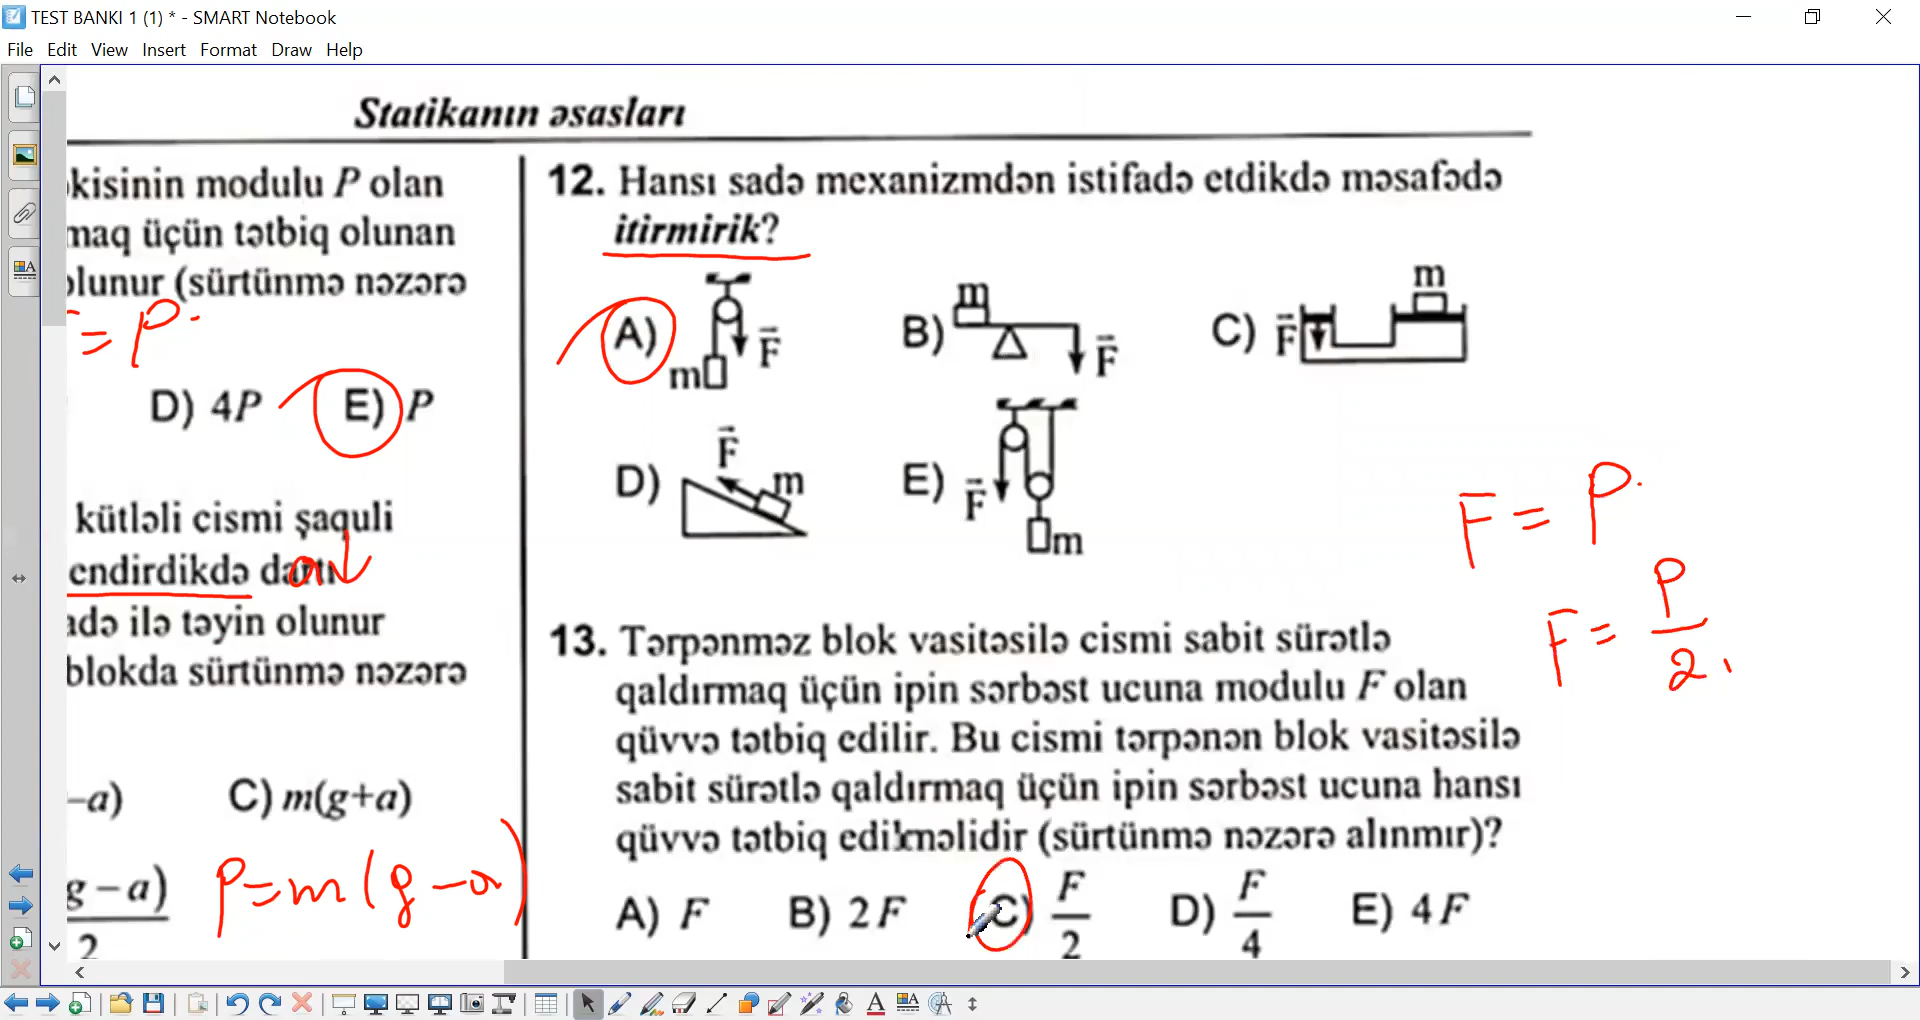 TEST BANKI 1 (1) * - SMART Notebook
File Edit View Insert Format Draw Help
Statikanın əsasları
kisinin modulu P olan
maq üçün tətbiq olunan
olunur (sürtünmə nəzərə
= P.
D) 4P E) P
kütləli cismi şaquli
endirdikdə dartı
a
adə ilə təyin olunur
blokda sürtünmə nəzərə
–a) C) m(g+a)
g – a)
2
P=m(g-a)
12. Hansı sadə mexanizmdən istifadə etdikdə məsafədə
itirmirik?
A) m F
B) m F
C) F m
D) F m
E) F m
F = P.
F = P
2.
13. Tərpənməz blok vasitəsilə cismi sabit sürətlə
qaldırmaq üçün ipin sərbəst ucuna modulu F olan
qüvvə tətbiq edilir. Bu cismi tərpənən blok vasitəsilə
sabit sürətlə qaldırmaq üçün ipin sərbəst ucuna hansı
qüvvə tətbiq edilməlidir (sürtünmə nəzərə alınmır)?
A) F B) 2F C) F/2 D) F/4 E) 4F